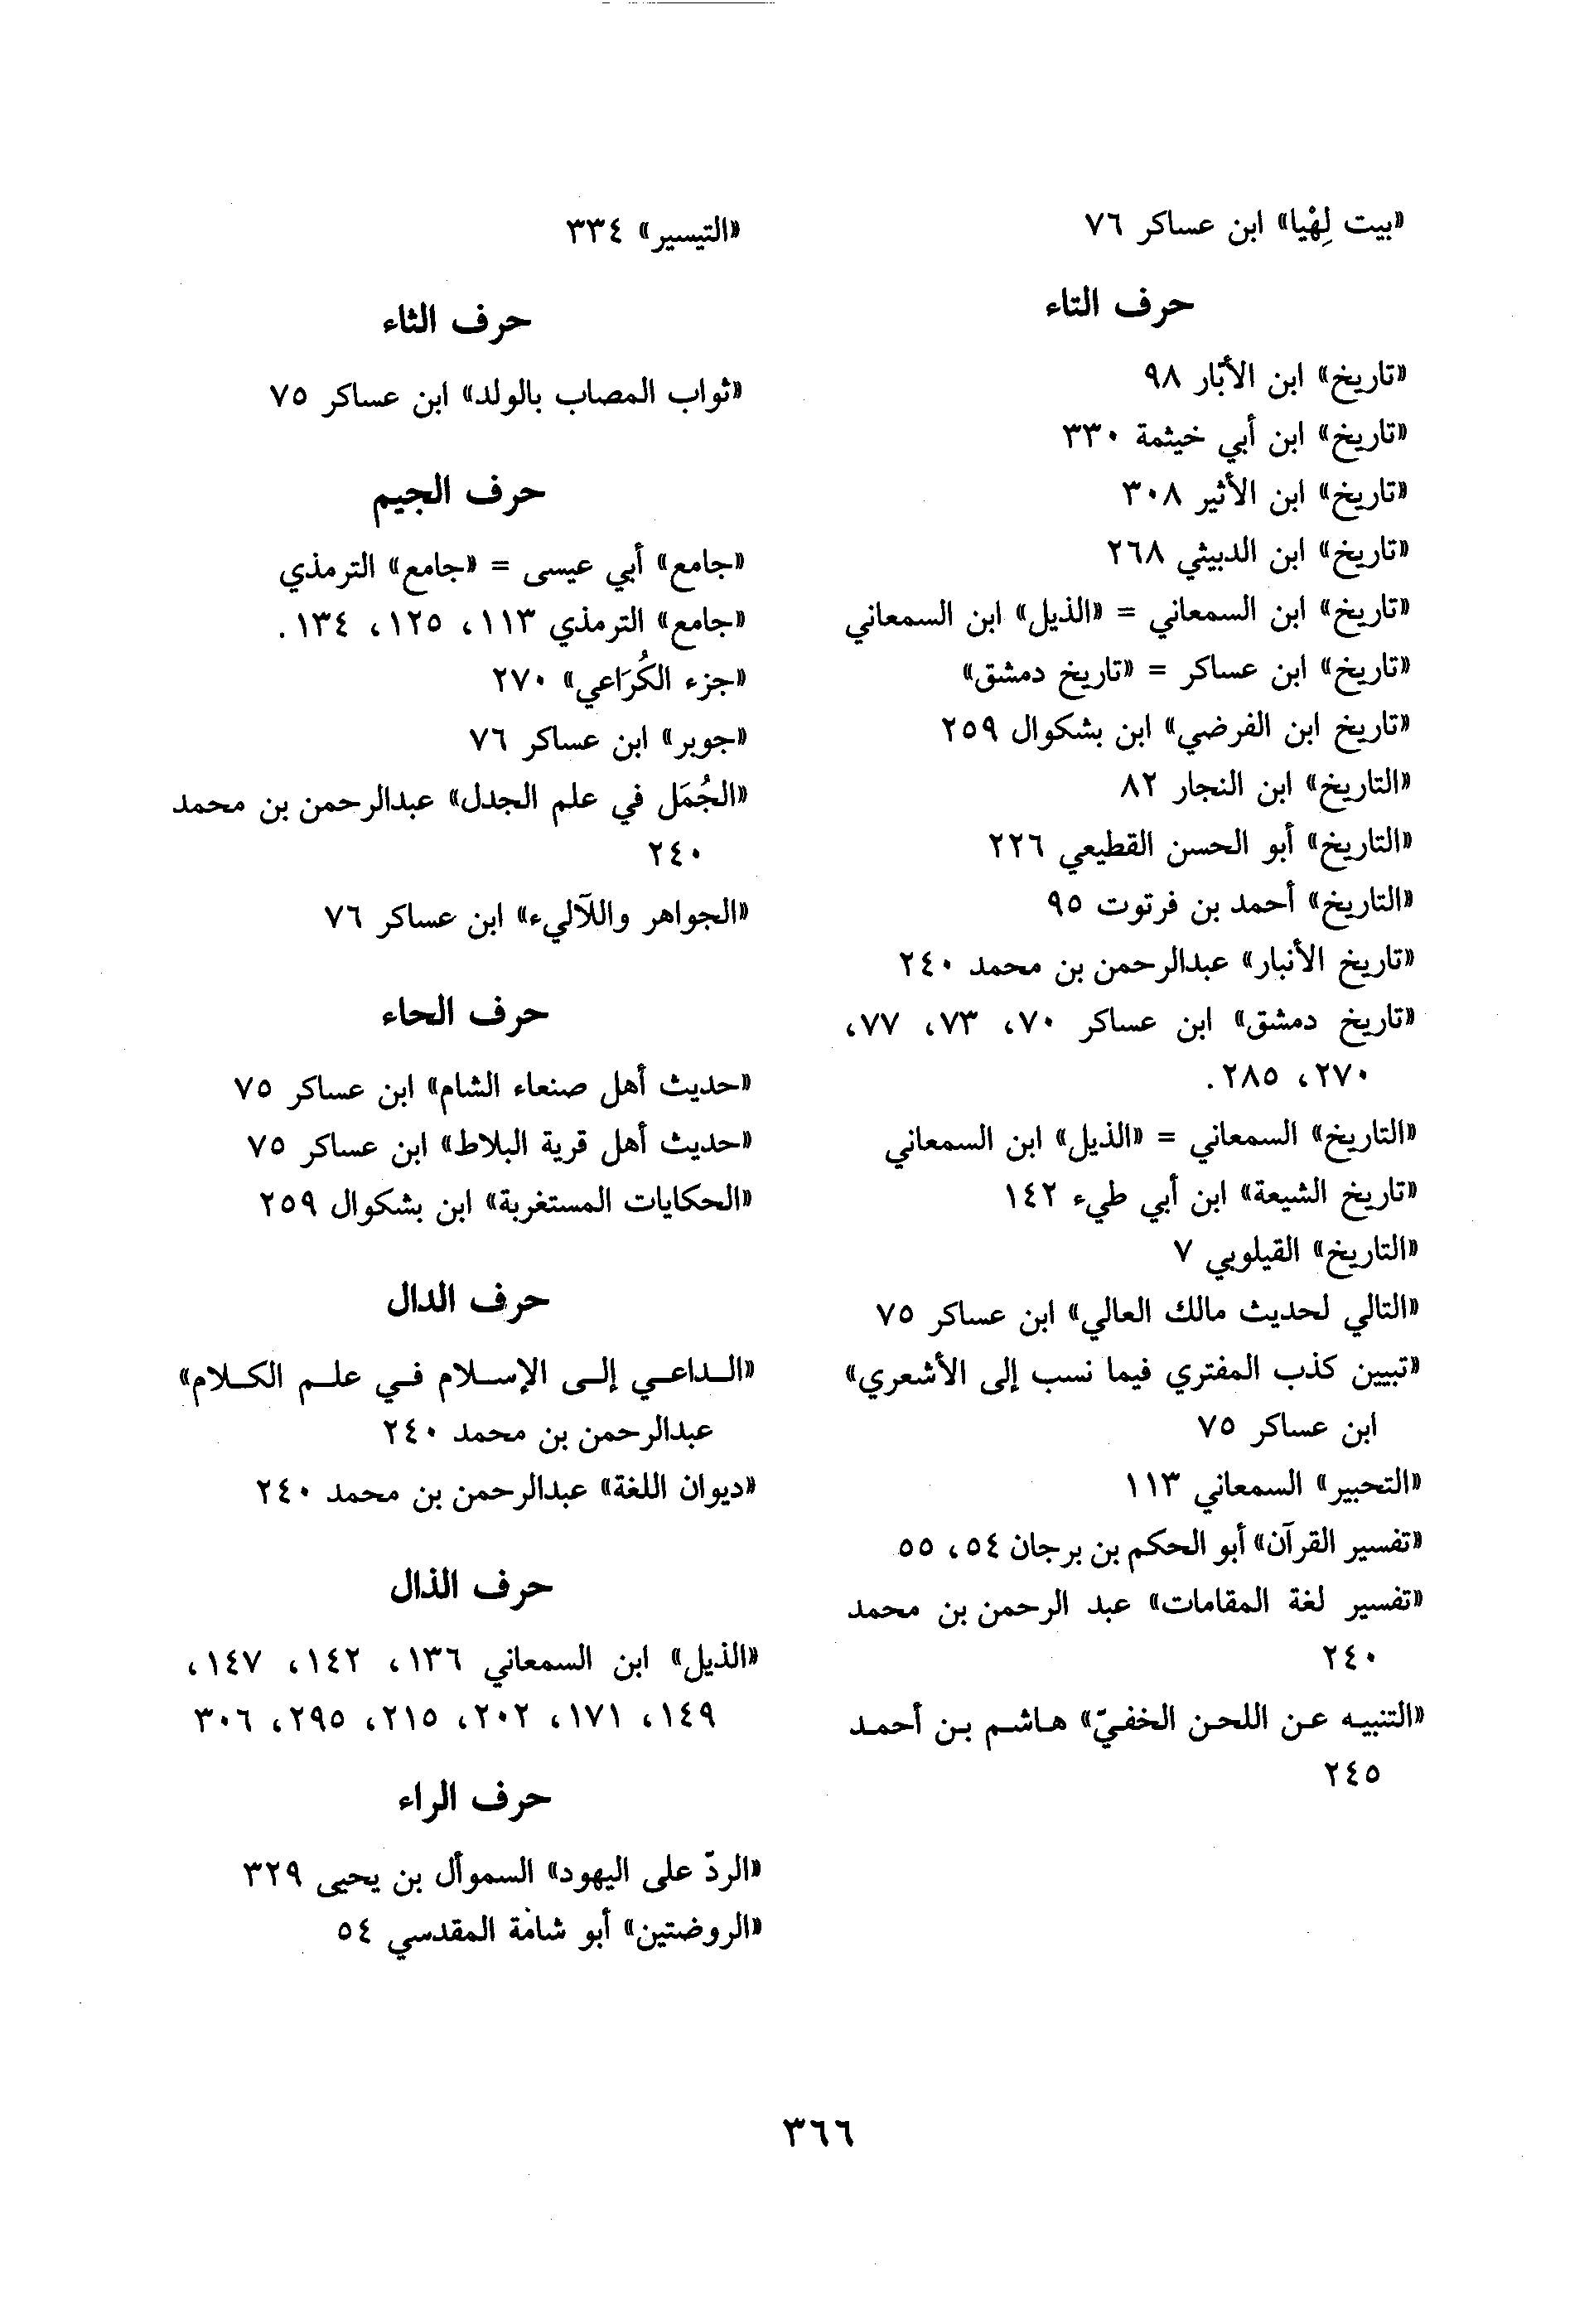 «بيت لِهْيا» ابن عساكر ٧٦
حرف التاء
«تاريخ» ابن الأبّار ٩٨
«تاريخ» ابن أبي خيثمة ٣٣٠
«تاريخ» ابن الأثير ٣٠٨
«تاريخ» ابن الدبيثي ٢٦٨
«تاريخ» ابن السمعاني = «الذيل» ابن السمعاني
«تاريخ» ابن عساكر = «تاريخ دمشق»
«تاريخ ابن الفرضي» ابن بشكوال ٢٥٩
«التاريخ» ابن النجار ٨٢
«التاريخ» أبو الحسن القطيعي ٢٢٦
«التاريخ» أحمد بن فرتوت ٩٥
«تاريخ الأنبار» عبدالرحمن بن محمد ٢٤٠
«تاريخ دمشق» ابن عساكر ٧٠، ٧٣، ٧٧،
٢٧٠، ٢٨٥.
«التاريخ» السمعاني = «الذيل» ابن السمعاني
«تاريخ الشيعة» ابن أبي طيء ١٤٢
«التاريخ» القيلوبي ٧
«التالي لحديث مالك العالي» ابن عساكر ٧٥
«تبيين كذب المفتري فيما نسب إلى الأشعري»
ابن عساكر ٧٥
«التحبير» السمعاني ١١٣
«تفسير القرآن» أبو الحكم بن برجان ٥٤، ٥٥
«تفسير لغة المقامات» عبد الرحمن بن محمد
٢٤٠
«التنبيه عن اللحن الخفيّ» هاشم بن أحمد
٢٤٥
«التيسير» ٣٣٤
حرف الثاء
«ثواب المصاب بالولد» ابن عساكر ٧٥
حرف الجيم
«جامع» أبي عيسى = «جامع» الترمذي
«جامع» الترمذي ١١٣، ١٢٥، ١٣٤.
«جزء الكُرَاعي» ٢٧٠
«جوبر» ابن عساكر ٧٦
«الجُمَل في علم الجدل» عبدالرحمن بن محمد
٢٤٠
«الجواهر واللآليء» ابن عساكر ٧٦
حرف الحاء
«حديث أهل صنعاء الشام» ابن عساكر ٧٥
«حديث أهل قرية البلاط» ابن عساكر ٧٥
«الحكايات المستغربة» ابن بشكوال ٢٥٩
حرف الدال
«الداعي إلى الإسلام في علم الكلام»
عبدالرحمن بن محمد ٢٤٠
«ديوان اللغة» عبدالرحمن بن محمد ٢٤٠
حرف الذال
«الذيل» ابن السمعاني ١٣٦، ١٤٢، ١٤٧،
١٤٩، ١٧١، ٢٠٢، ٢١٥، ٢٩٥، ٣٠٦
حرف الراء
«الردّ على اليهود» السموأل بن يحيى ٣٢٩
«الروضتين» أبو شامة المقدسي ٥٤
٣٦٦